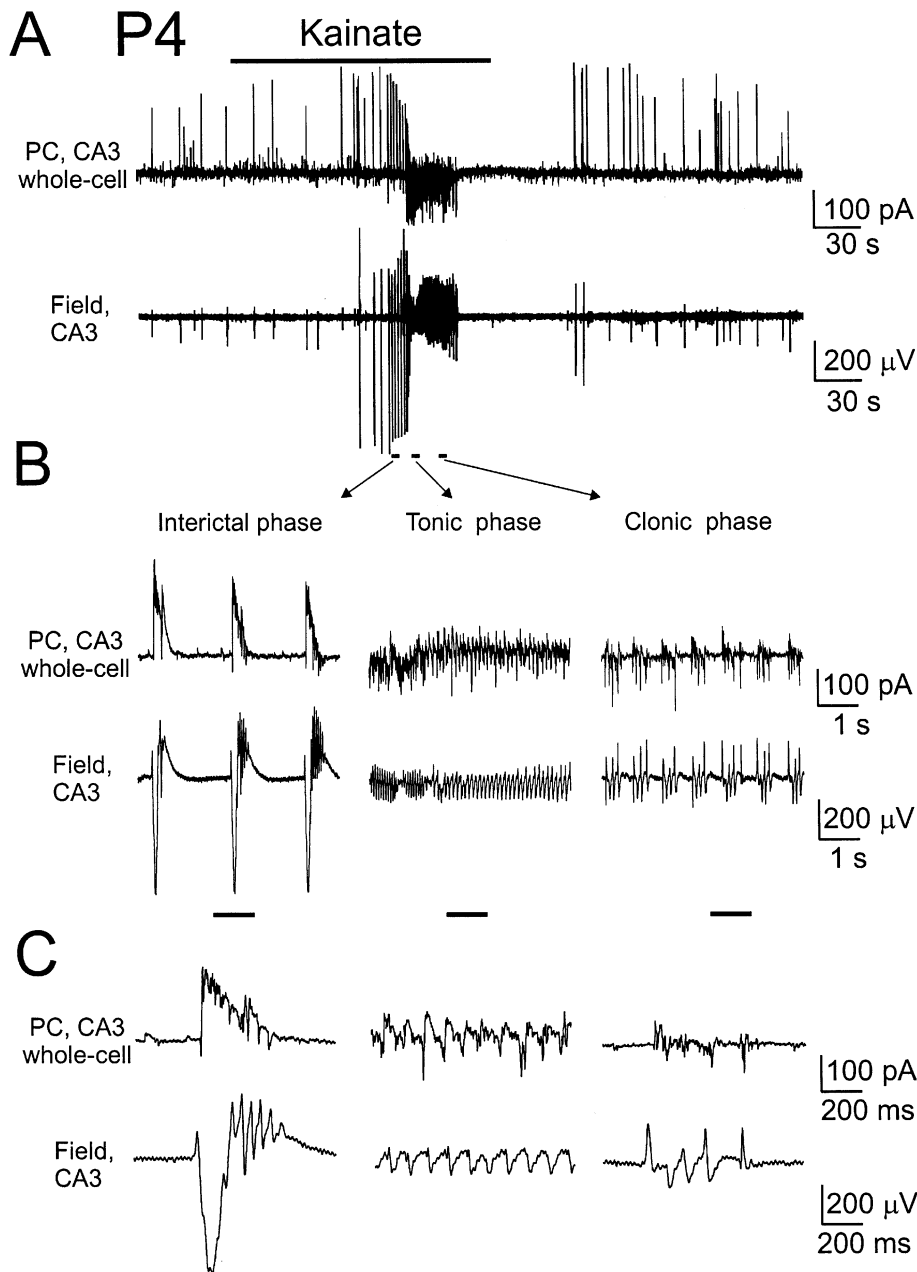 A P4
Kainate
PC, CA3
whole-cell
100 pA
30 s
Field,
CA3
200 µV
30 s
B
Interictal phase
Tonic phase
Clonic phase
PC, CA3
whole-cell
100 pA
1 s
Field,
CA3
200 µV
1 s
C
PC, CA3
whole-cell
100 pA
200 ms
Field,
CA3
200 µV
200 ms